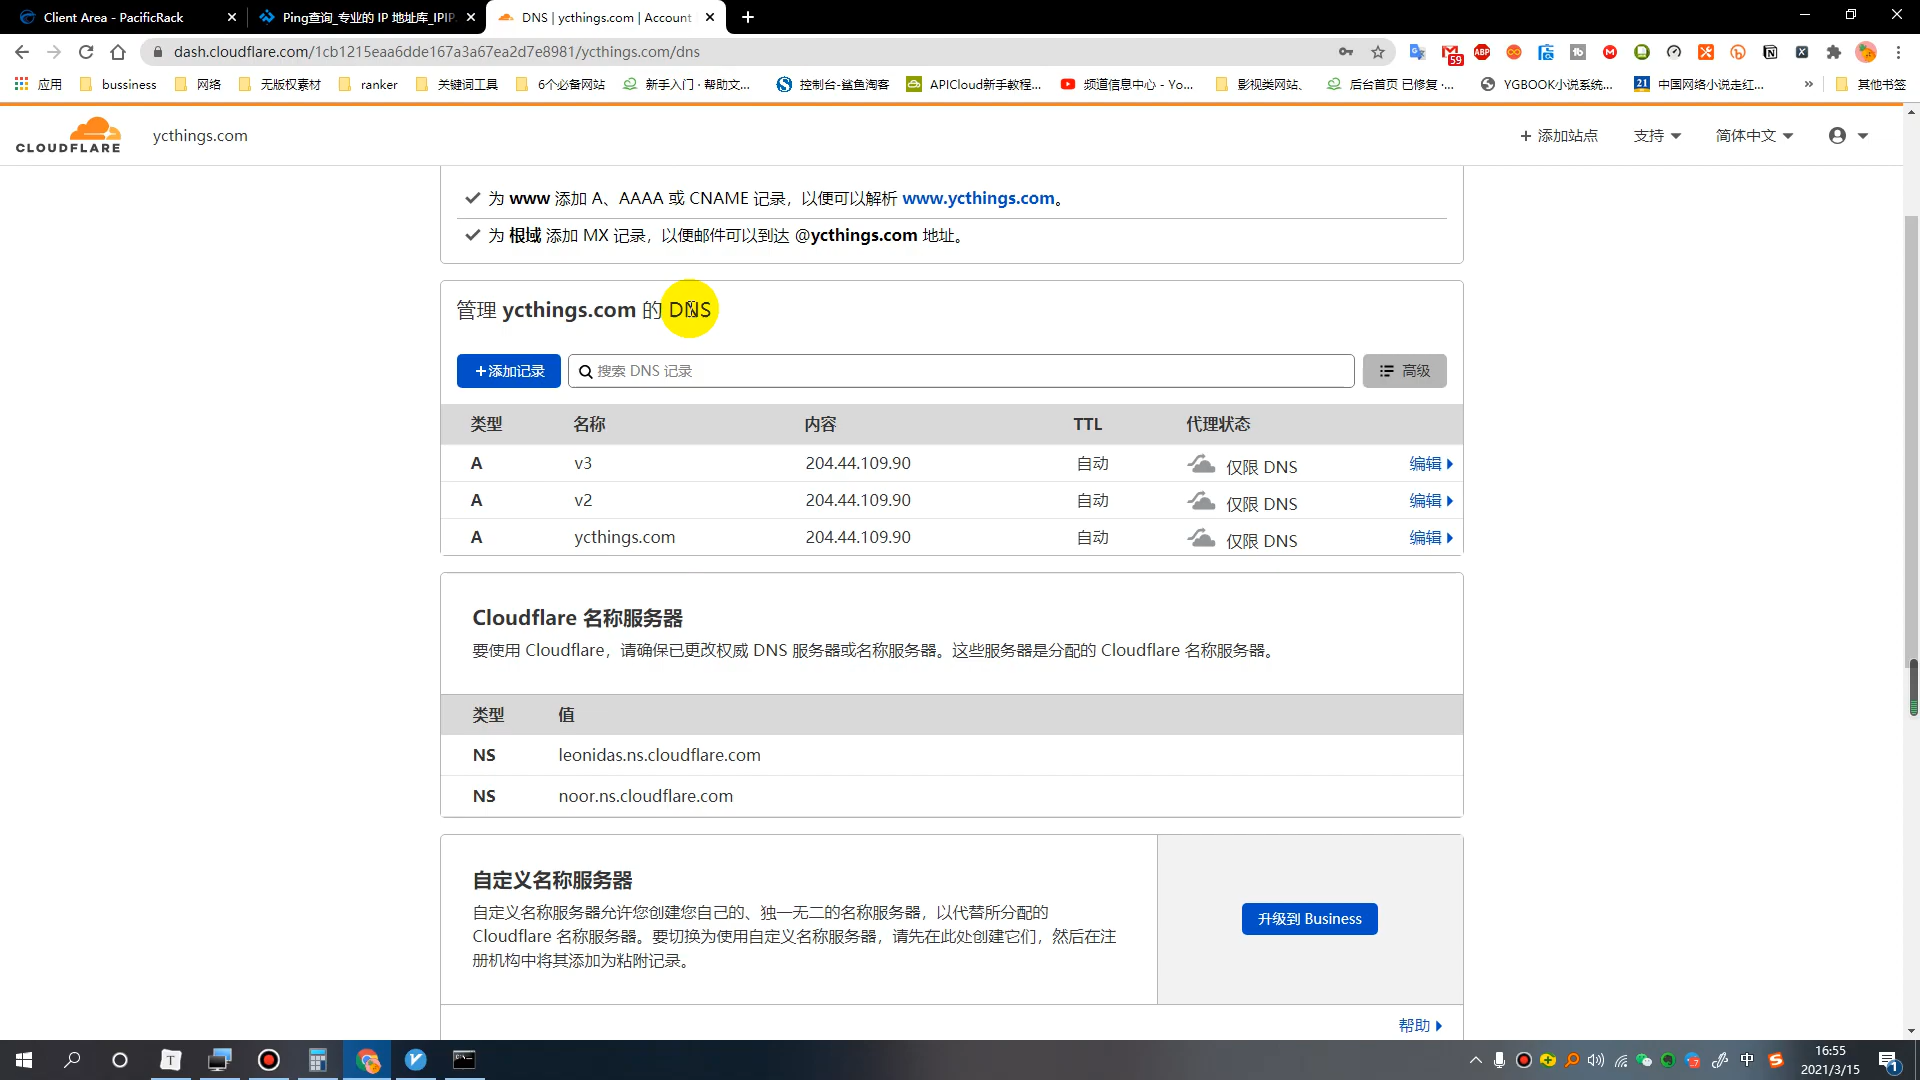 Client Area - PacificRack
Ping查询_专业的 IP 地址库_IPIP.
DNS | ycthings.com | Account
dash.cloudflare.com/1cb1215eaa6dde167a3a67ea2d7e8981/ycthings.com/dns
59
ABP
应用
bussiness
网络
无版权素材
ranker
关键词工具
6个必备网站
新手入门 · 帮助文...
控制台-鲨鱼淘客
APICloud新手教程...
频道信息中心 - Yo...
影视类网站、
后台首页 已修复 ·...
YGBOOK小说系统...
21
中国网络小说走红...
»
其他书签
CLOUDFLARE
ycthings.com
+ 添加站点
支持
简体中文
为 www 添加 A、AAAA 或 CNAME 记录，以便可以解析 www.ycthings.com。
为 根域 添加 MX 记录，以便邮件可以到达 @ycthings.com 地址。
管理 ycthings.com 的 DNS
+添加记录
搜索 DNS 记录
高级
类型 名称 内容 TTL 代理状态
A v3 204.44.109.90 自动 仅限 DNS 编辑
A v2 204.44.109.90 自动 仅限 DNS 编辑
A ycthings.com 204.44.109.90 自动 仅限 DNS 编辑
Cloudflare 名称服务器
要使用 Cloudflare，请确保已更改权威 DNS 服务器或名称服务器。这些服务器是分配的 Cloudflare 名称服务器。
类型 值
NS leonidas.ns.cloudflare.com
NS noor.ns.cloudflare.com
自定义名称服务器
自定义名称服务器允许您创建您自己的、独一无二的名称服务器，以代替所分配的
Cloudflare 名称服务器。要切换为使用自定义名称服务器，请先在此处创建它们，然后在注
册机构中将其添加为粘附记录。
升级到 Business
帮助
中
16:55
2021/3/15
1